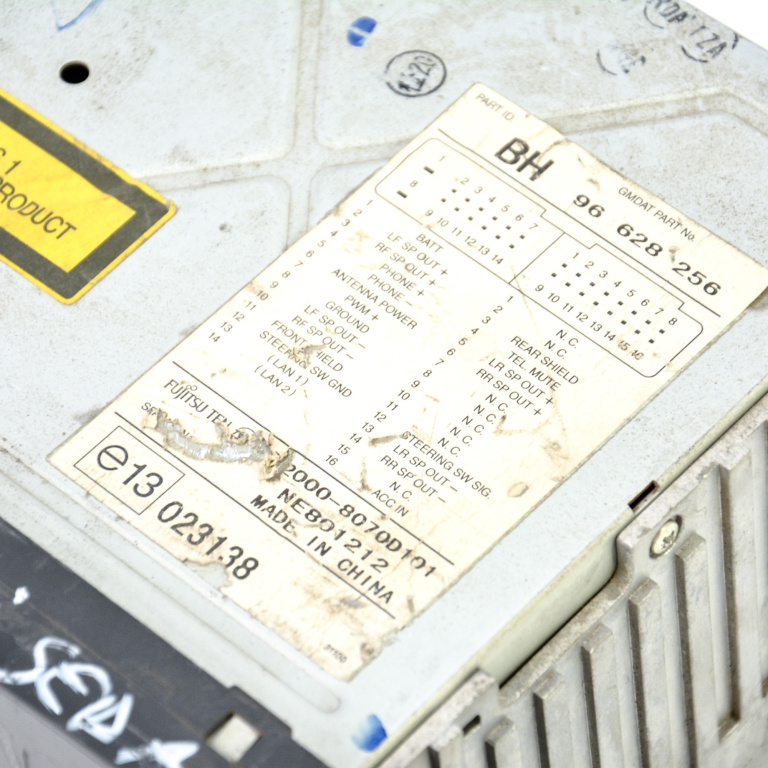 S 1
PRODUCT
11-20
PART ID.
BH
GMDAT PART No.
96 628 256
1 2 3 4 5 6 7
8 9 10 11 12 13 14
1 2 3 4 5 6 7 8
9 10 11 12 13 14 15 16
1 BATT
2 LF SP OUT +
3 RF SP OUT +
4 PHONE +
5 PHONE -
6 ANTENNA POWER
7 PWM +
8 GROUND
9 LF SP OUT -
10 RF SP OUT -
11 FRONT SHIELD
12 STEERING SW GND
13 (LAN 1)
14 (LAN 2)
1 N.C.
2 N.C.
3 REAR SHIELD
4 TEL MUTE
5 LR SP OUT +
6 RR SP OUT +
7 N.C.
8 N.C.
9 N.C.
10 N.C.
11 N.C.
12 STEERING SW SIG.
13 LR SP OUT -
14 RR SP OUT -
15 N.C.
16 ACC IN
FUJITSU TEN
2000-8070D101
NE801212
MADE IN CHINA
e13
023138
SEDA